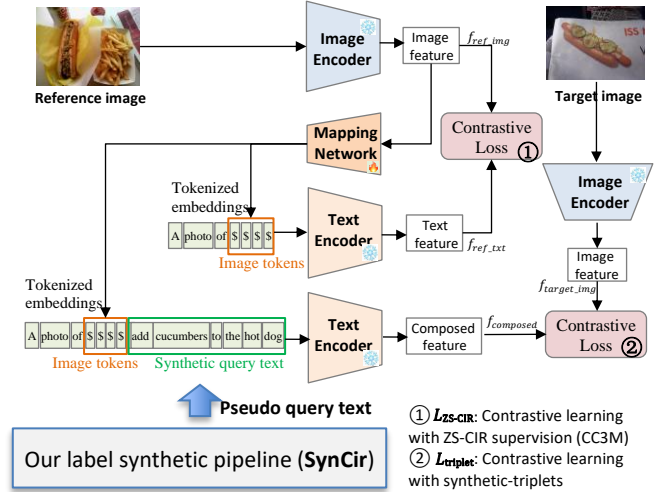 Image
Encoder
Image
feature
f_ref_img
ISS
Reference image
Target image
Mapping
Network
Contrastive
Loss ①
Image
Encoder
Tokenized
embeddings
A photo of $ $ $ $
Image tokens
Text
Encoder
Text
feature
f_ref_txt
Image
feature
f_target_img
Tokenized
embeddings
A photo of $ $ $ $ add cucumbers to the hot dog
Image tokens
Synthetic query text
Text
Encoder
Composed
feature
f_composed
Contrastive
Loss ②
Pseudo query text
Our label synthetic pipeline (SynCir)
① L_ZS-CIR: Contrastive learning
with ZS-CIR supervision (CC3M)
② L_triplet: Contrastive learning
with synthetic-triplets